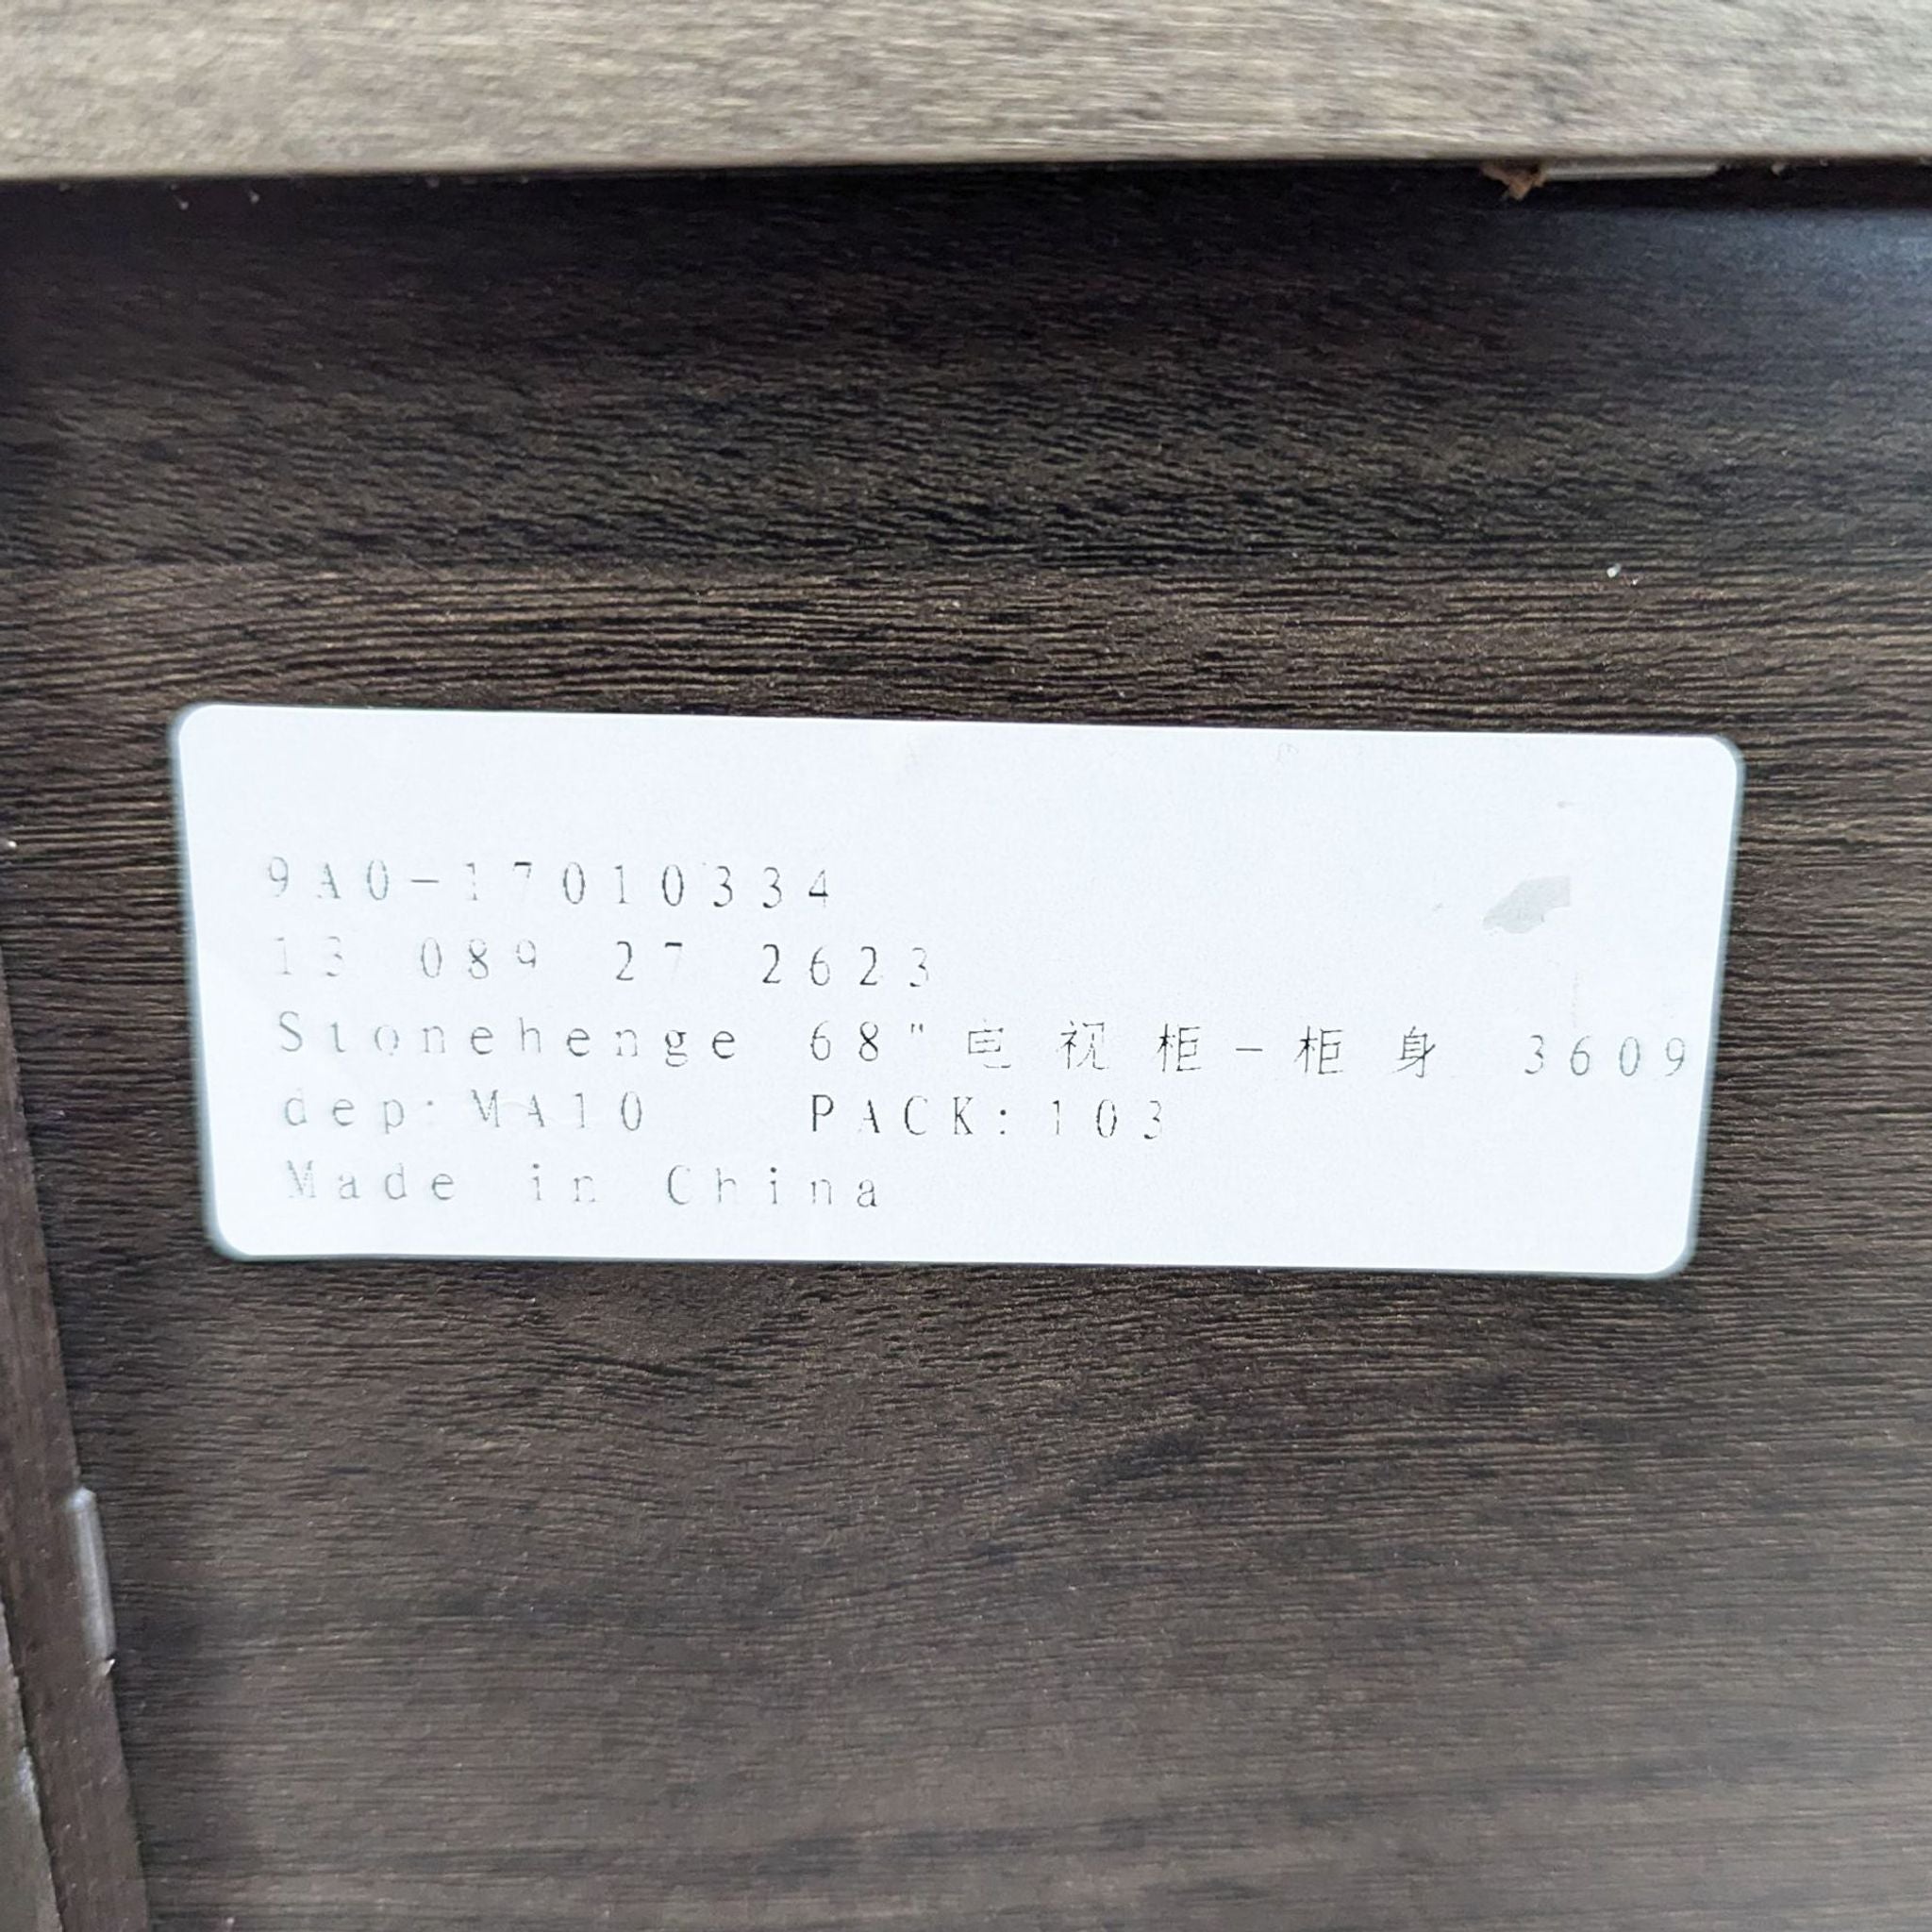 9A0-17010334
13 089 27 2623
Stonehenge 68"电视柜-柜身 3609
dep:MA10 PACK:103
Made in China